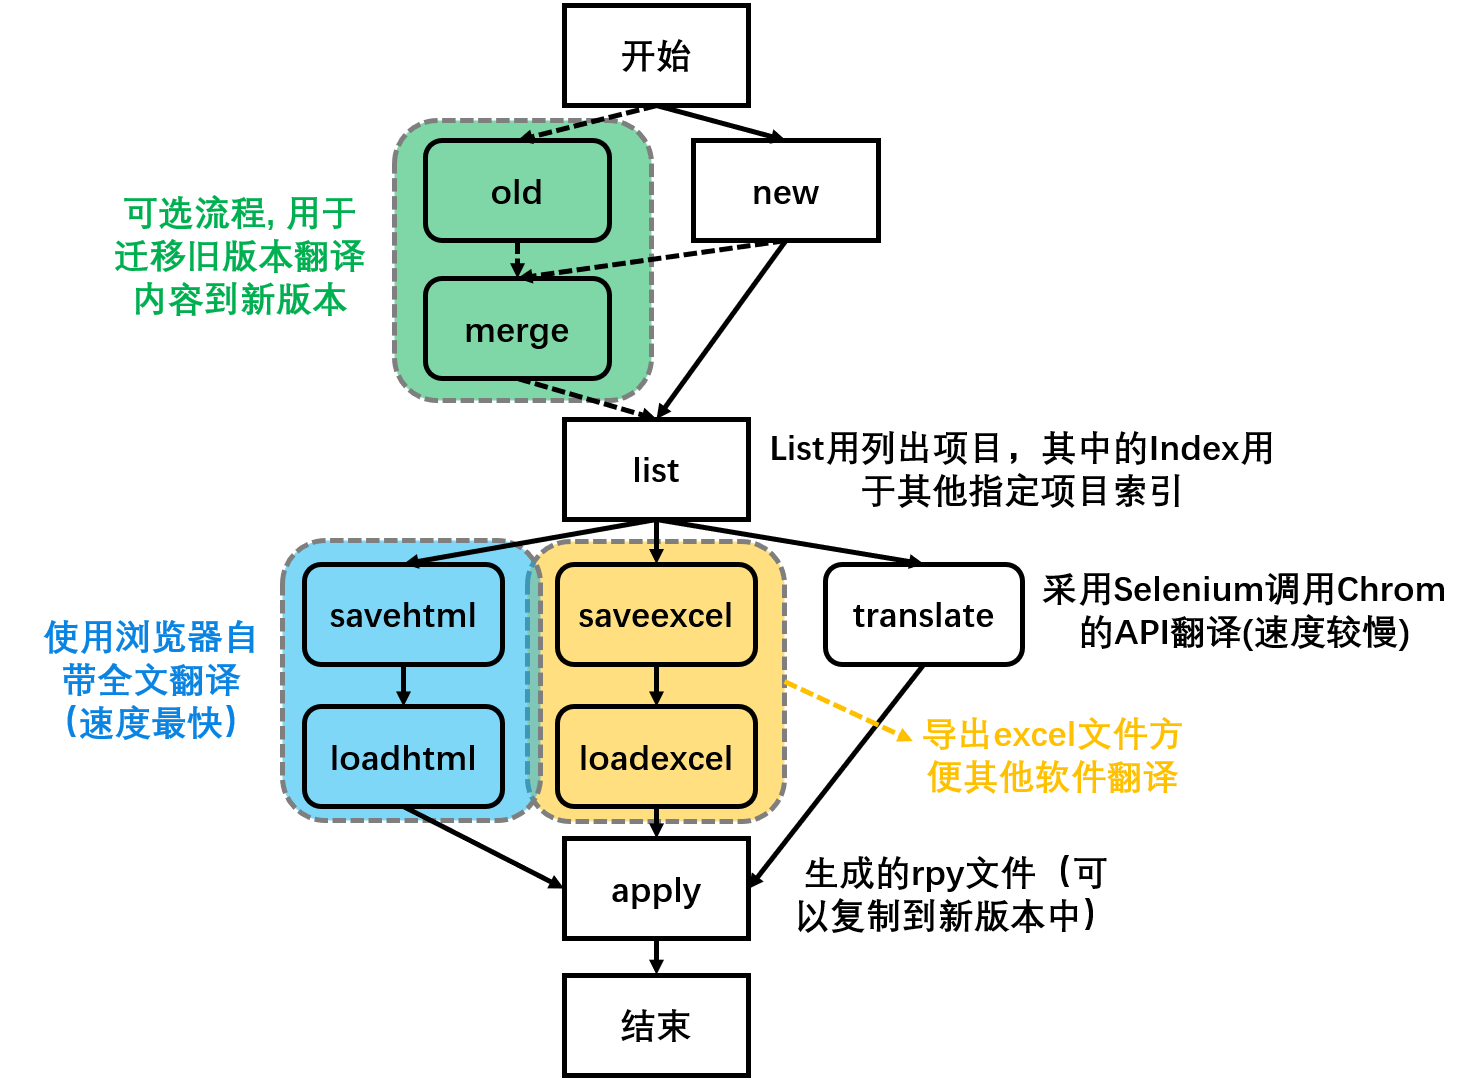 开始
old
new
可选流程, 用于
迁移旧版本翻译
内容到新版本
merge
list
List用列出项目，其中的Index用
于其他指定项目索引
savehtml
saveexcel
translate
采用Selenium调用Chrom
的API翻译(速度较慢)
使用浏览器自
带全文翻译
（速度最快）
loadhtml
loadexcel
导出excel文件方
便其他软件翻译
apply
生成的rpy文件（可
以复制到新版本中）
结束